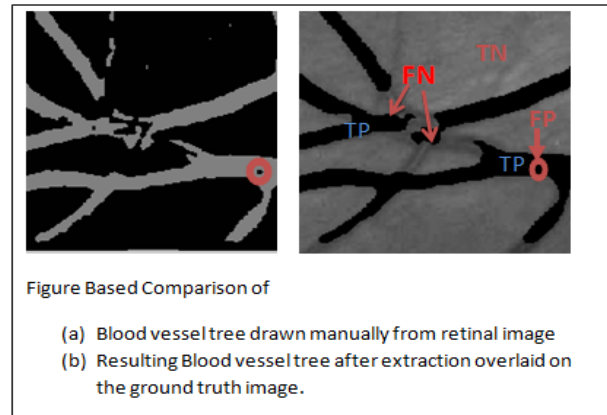 TN
FN
FP
TP
TP
Figure Based Comparison of
(a) Blood vessel tree drawn manually from retinal image
(b) Resulting Blood vessel tree after extraction overlaid on
the ground truth image.